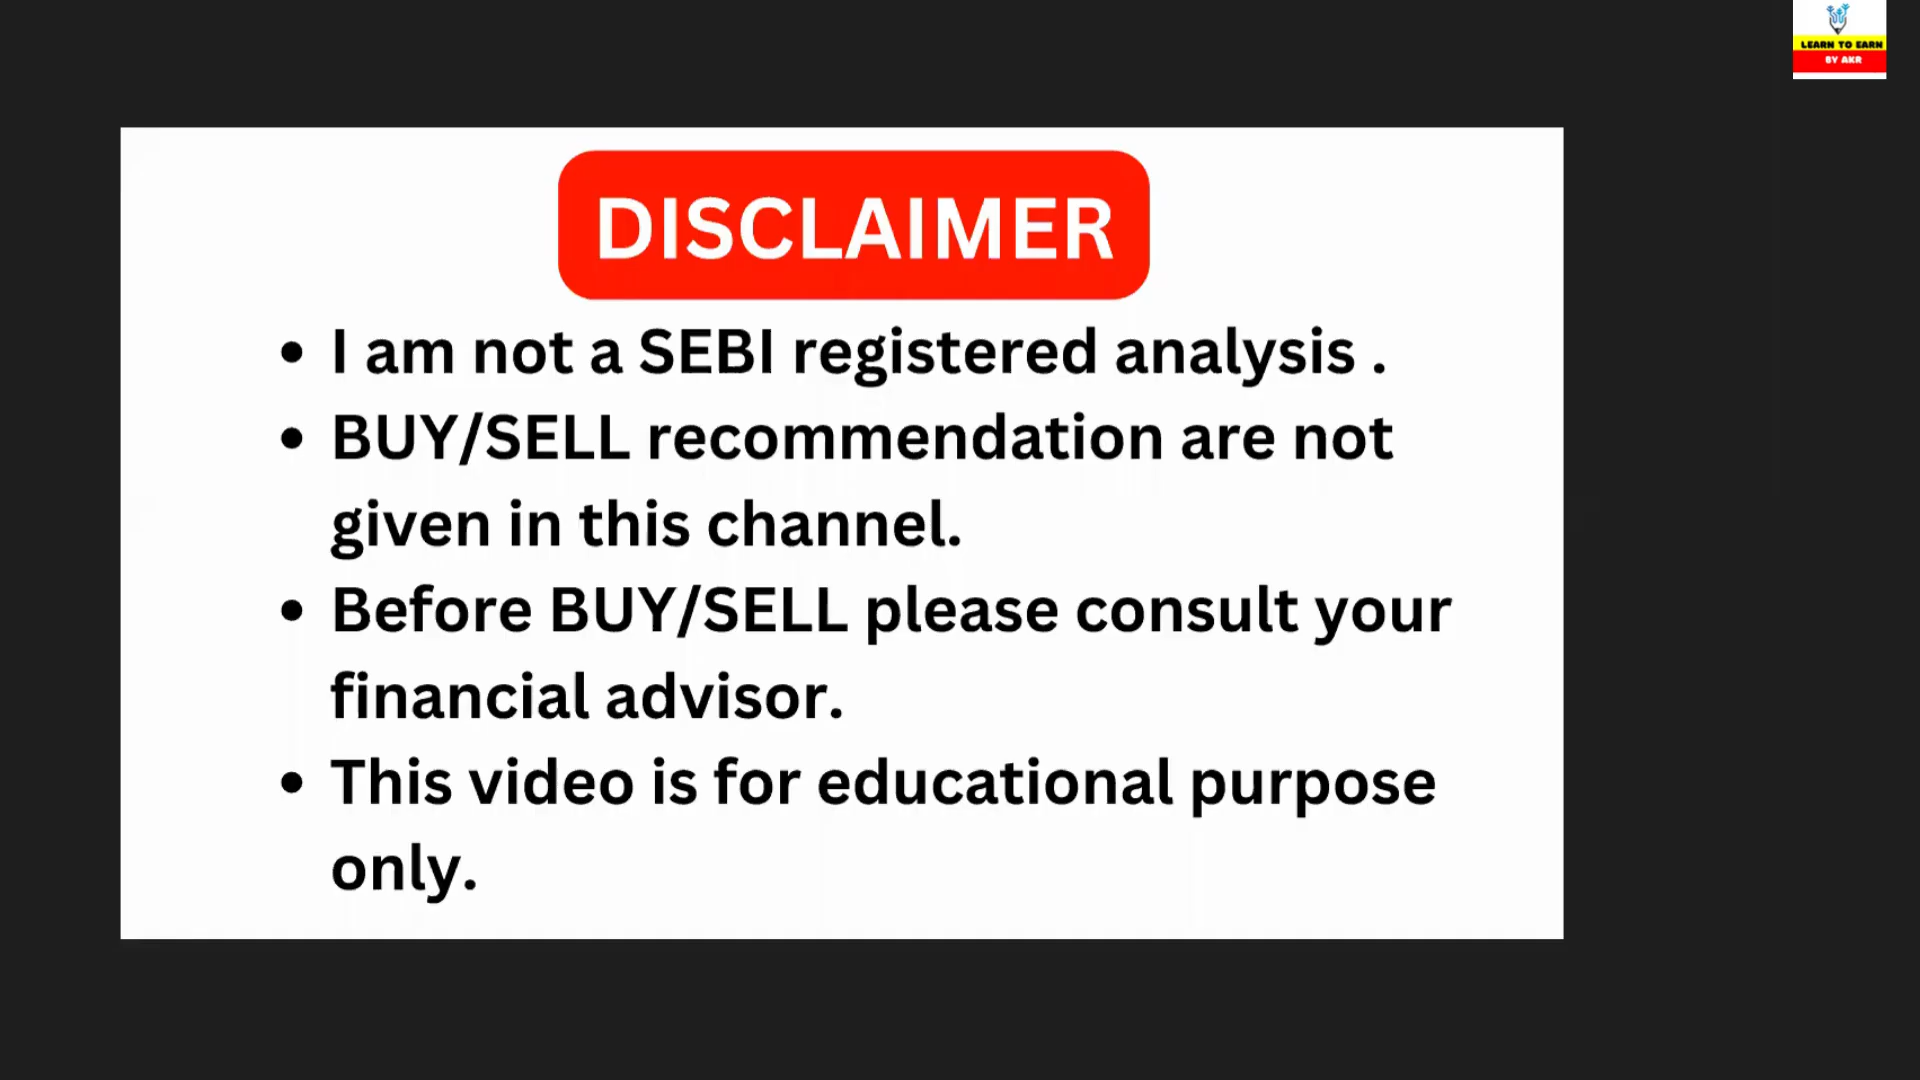 LEARN TO EARN
BY AKR
DISCLAIMER
• I am not a SEBI registered analysis .
• BUY/SELL recommendation are not
given in this channel.
• Before BUY/SELL please consult your
financial advisor.
• This video is for educational purpose
only.